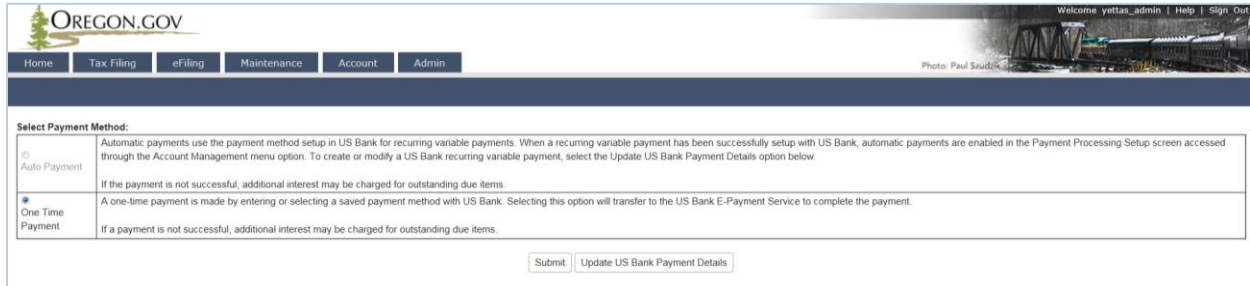 Welcome yettas_admin | Help | Sign Out
OREGON.GOV
Home Tax Filing eFiling Maintenance Account Admin
Photo: Paul Szudzik
Select Payment Method:
Auto Payment
Automatic payments use the payment method setup in US Bank for recurring variable payments. When a recurring variable payment has been successfully setup with US Bank, automatic payments are enabled in the Payment Processing Setup screen accessed
through the Account Management menu option. To create or modify a US Bank recurring variable payment, select the Update US Bank Payment Details option below.
If the payment is not successful, additional interest may be charged for outstanding due items.
One Time
Payment
A one-time payment is made by entering or selecting a saved payment method with US Bank. Selecting this option will transfer to the US Bank E-Payment Service to complete the payment.
If a payment is not successful, additional interest may be charged for outstanding due items.
Submit Update US Bank Payment Details